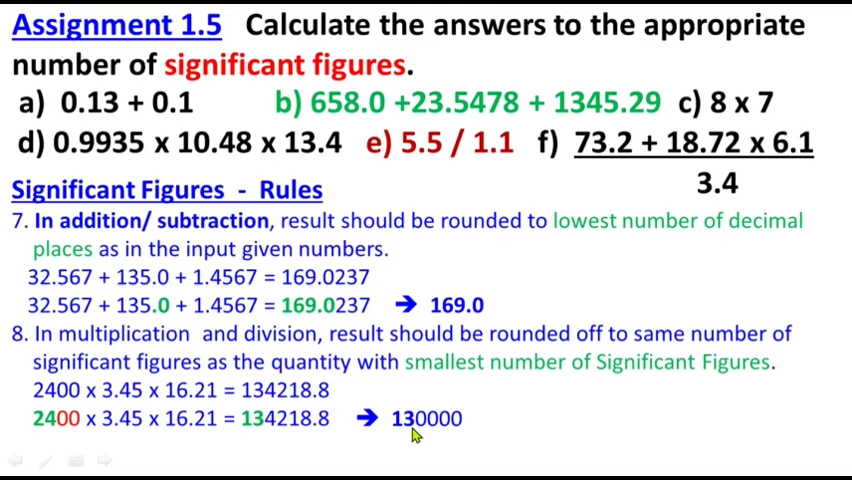 Assignment 1.5 Calculate the answers to the appropriate
number of significant figures.
a) 0.13 + 0.1 b) 658.0 +23.5478 + 1345.29 c) 8 x 7
d) 0.9935 x 10.48 x 13.4 e) 5.5 / 1.1 f) 73.2 + 18.72 x 6.1
3.4
Significant Figures - Rules
7. In addition/ subtraction, result should be rounded to lowest number of decimal
places as in the input given numbers.
32.567 + 135.0 + 1.4567 = 169.0237
32.567 + 135.0 + 1.4567 = 169.0237 ➔ 169.0
8. In multiplication and division, result should be rounded off to same number of
significant figures as the quantity with smallest number of Significant Figures.
2400 x 3.45 x 16.21 = 134218.8
2400 x 3.45 x 16.21 = 134218.8 ➔ 130000